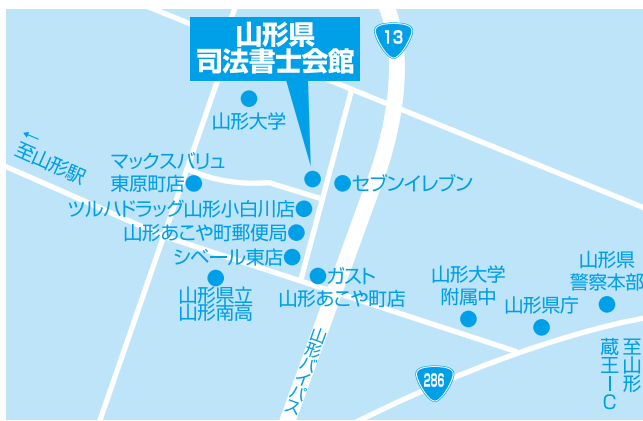 山形県
司法書士会館
13
山形大学
←
至山形駅
マックスバリュ
東原町店
セブンイレブン
ツルハドラッグ山形小白川店
山形あこや町郵便局
シベール東店
ガスト
山形あこや町店
山形県立
山形南高
山形大学
附属中
山形県庁
山形県
警察本部
山形バイパス
286
至山形
蔵王IC